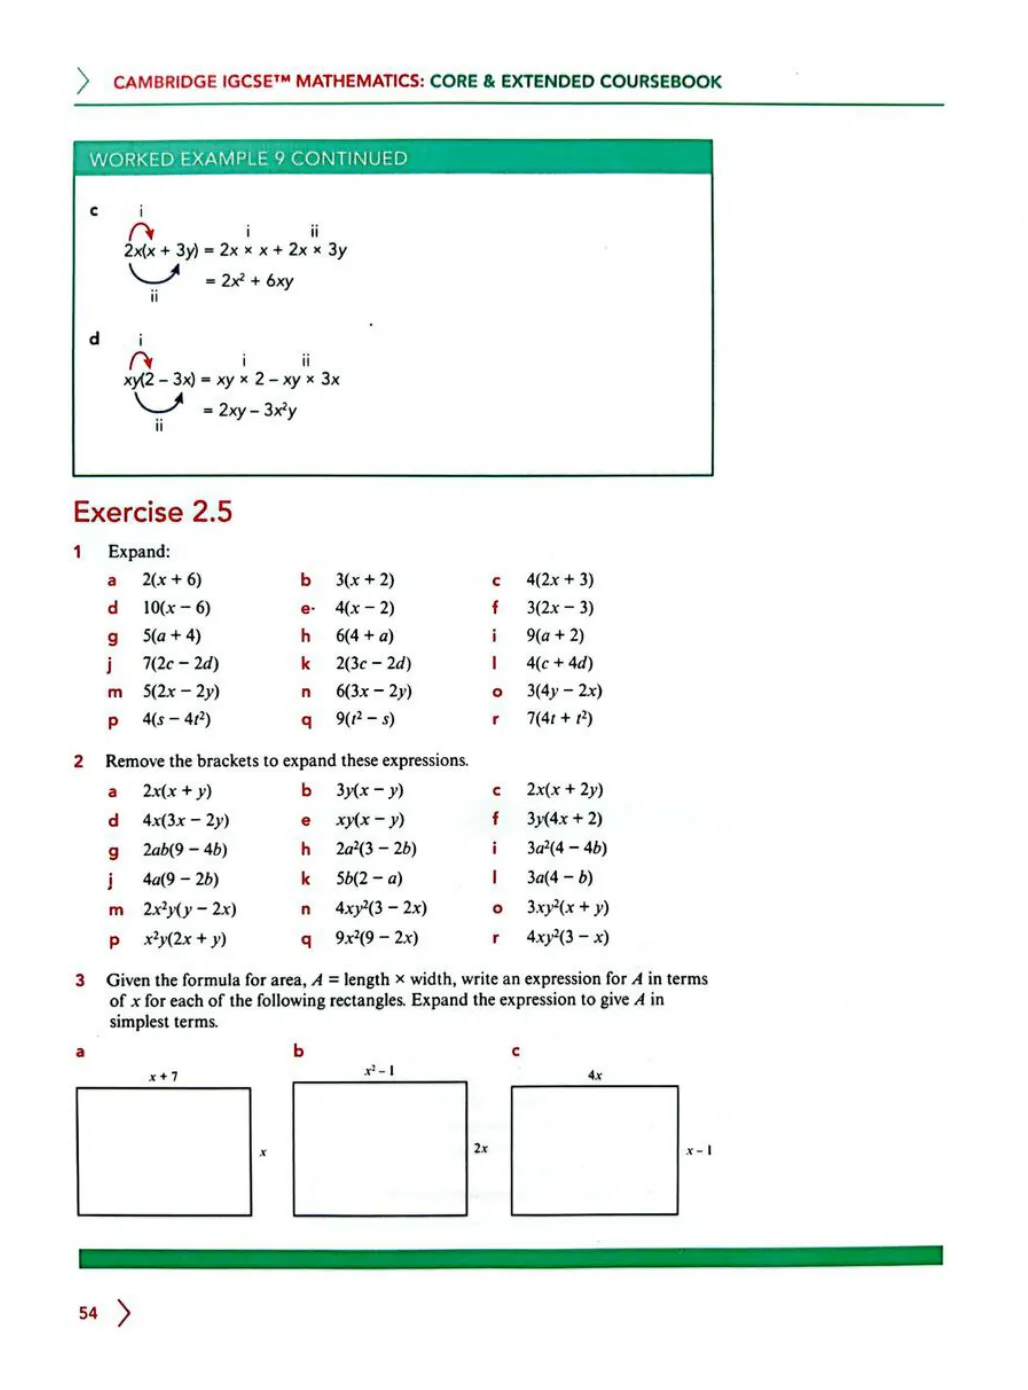 CAMBRIDGE IGCSE™ MATHEMATICS: CORE & EXTENDED COURSEBOOK
WORKED EXAMPLE 9 CONTINUED
c i
i ii
2x(x + 3y) = 2x × x + 2x × 3y
= 2x² + 6xy
ii
d i
i ii
xy(2 – 3x) = xy × 2 – xy × 3x
= 2xy – 3x²y
ii
Exercise 2.5
1 Expand:
a 2(x + 6) b 3(x + 2) c 4(2x + 3)
d 10(x − 6) e 4(x − 2) f 3(2x − 3)
g 5(a + 4) h 6(4 + a) i 9(a + 2)
j 7(2c − 2d) k 2(3c − 2d) l 4(c + 4d)
m 5(2x − 2y) n 6(3x − 2y) o 3(4y − 2x)
p 4(s − 4t²) q 9(t² − s) r 7(4t + t²)
2 Remove the brackets to expand these expressions.
a 2x(x + y) b 3y(x − y) c 2x(x + 2y)
d 4x(3x − 2y) e xy(x − y) f 3y(4x + 2)
g 2ab(9 − 4b) h 2a²(3 − 2b) i 3a²(4 − 4b)
j 4a(9 − 2b) k 5b(2 − a) l 3a(4 − b)
m 2x²y(y − 2x) n 4xy²(3 − 2x) o 3xy²(x + y)
p x²y(2x + y) q 9x²(9 − 2x) r 4xy²(3 − x)
3 Given the formula for area, A = length × width, write an expression for A in terms
of x for each of the following rectangles. Expand the expression to give A in
simplest terms.
a b c
x + 7 x² – 1 4x
x 2x x – 1
54